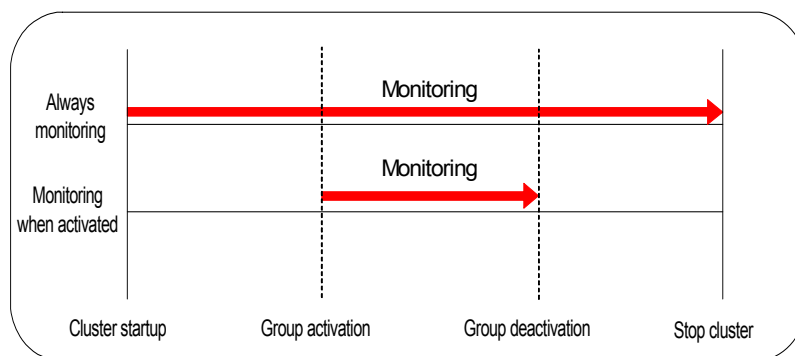 Monitoring
Always
monitoring
Monitoring
Monitoring
when activated
Cluster startup
Group activation
Group deactivation
Stop cluster